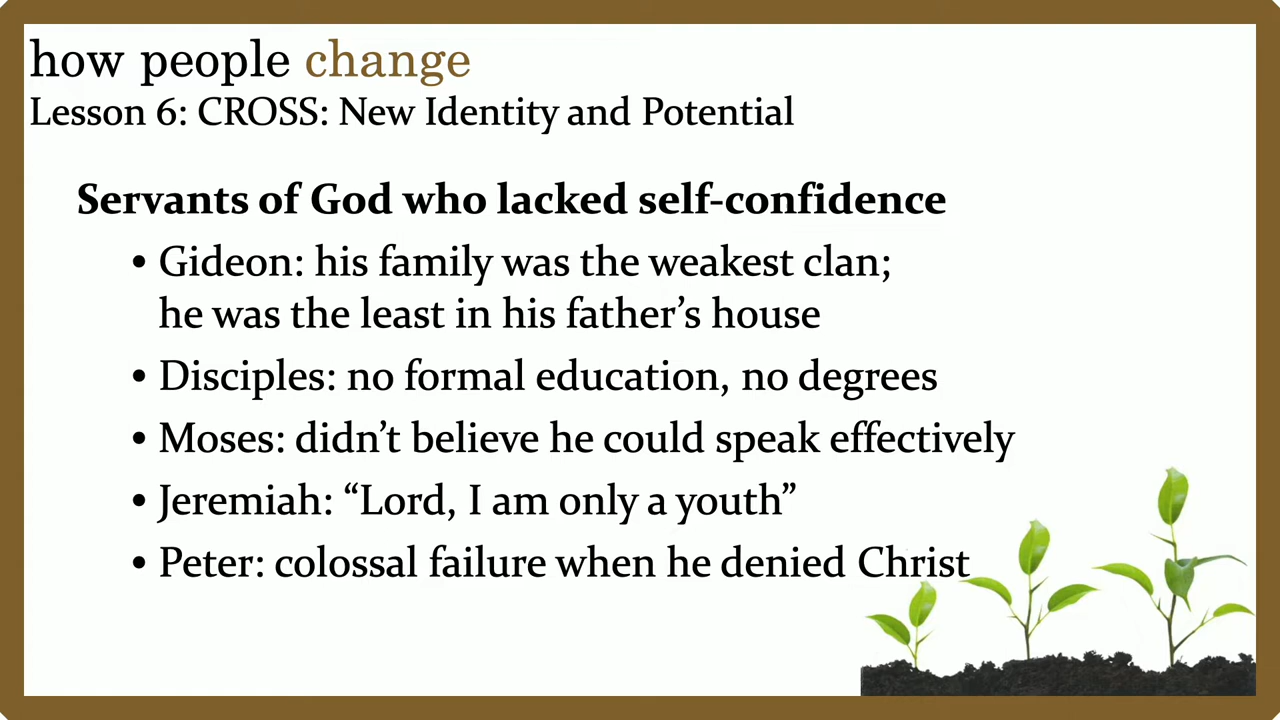 how people change
Lesson 6: CROSS: New Identity and Potential
Servants of God who lacked self-confidence
• Gideon: his family was the weakest clan;
he was the least in his father’s house
• Disciples: no formal education, no degrees
• Moses: didn’t believe he could speak effectively
• Jeremiah: “Lord, I am only a youth”
• Peter: colossal failure when he denied Christ